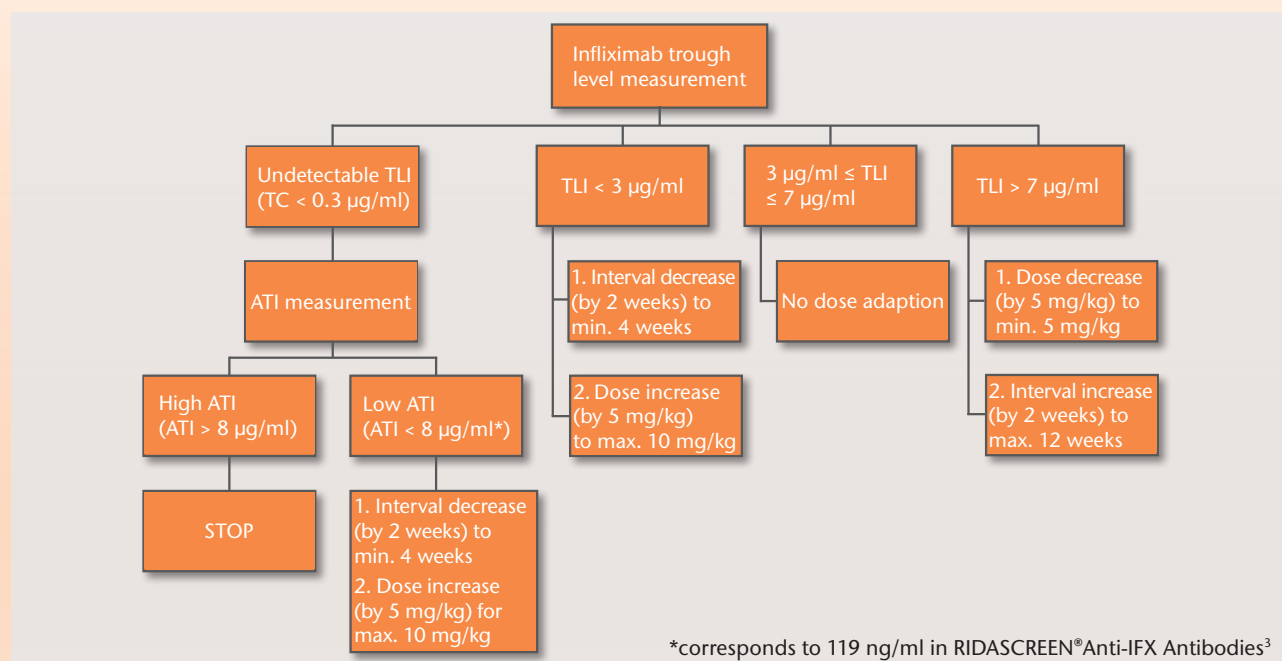 Infliximab trough
level measurement
Undetectable TLI
(TC < 0.3 µg/ml)
TLI < 3 µg/ml
3 µg/ml ≤ TLI
≤ 7 µg/ml
TLI > 7 µg/ml
ATI measurement
1. Interval decrease
(by 2 weeks) to
min. 4 weeks
No dose adaption
1. Dose decrease
(by 5 mg/kg) to
min. 5 mg/kg
High ATI
(ATI > 8 µg/ml)
Low ATI
(ATI < 8 µg/ml*)
2. Dose increase
(by 5 mg/kg)
to max. 10 mg/kg
2. Interval increase
(by 2 weeks) to
max. 12 weeks
STOP
1. Interval decrease
(by 2 weeks) to
min. 4 weeks
2. Dose increase
(by 5 mg/kg) for
max. 10 mg/kg
*corresponds to 119 ng/ml in RIDASCREEN®Anti-IFX Antibodies³